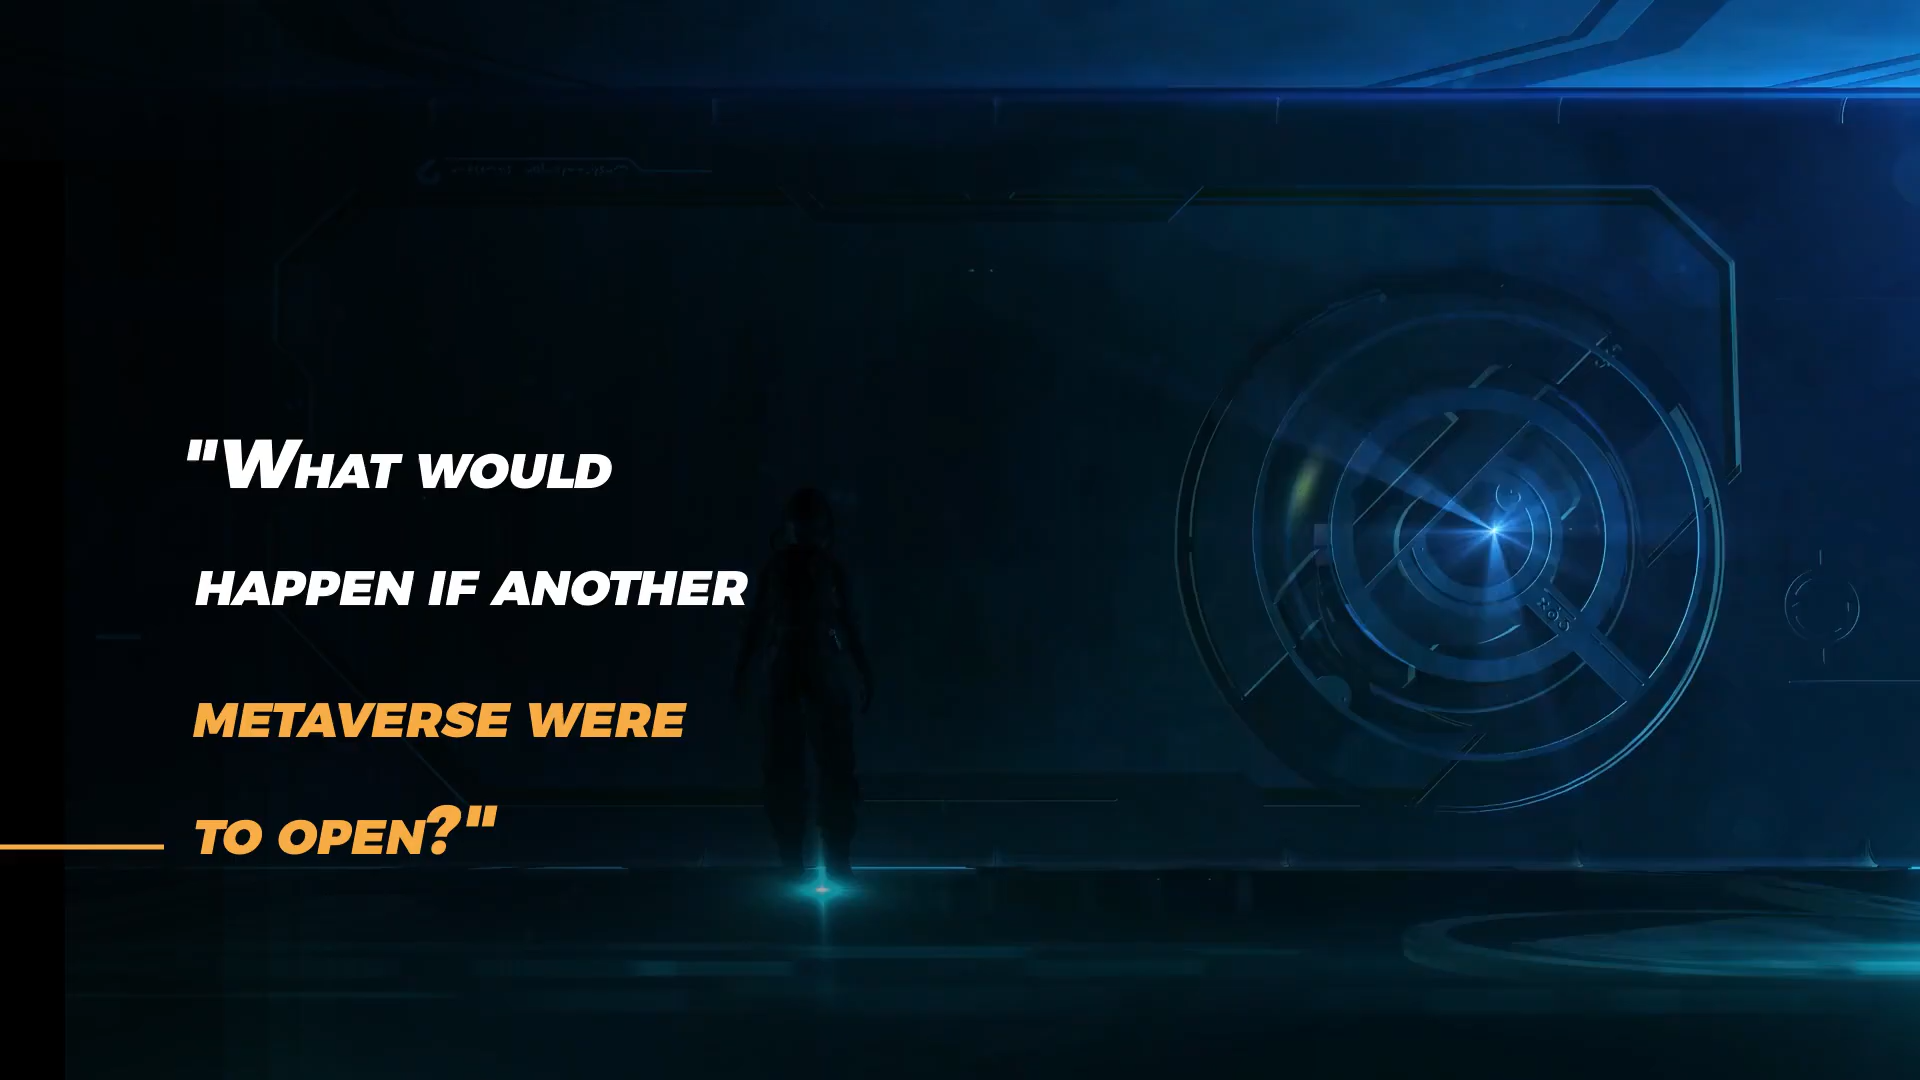 "What would
happen if another
metaverse were
to open?"